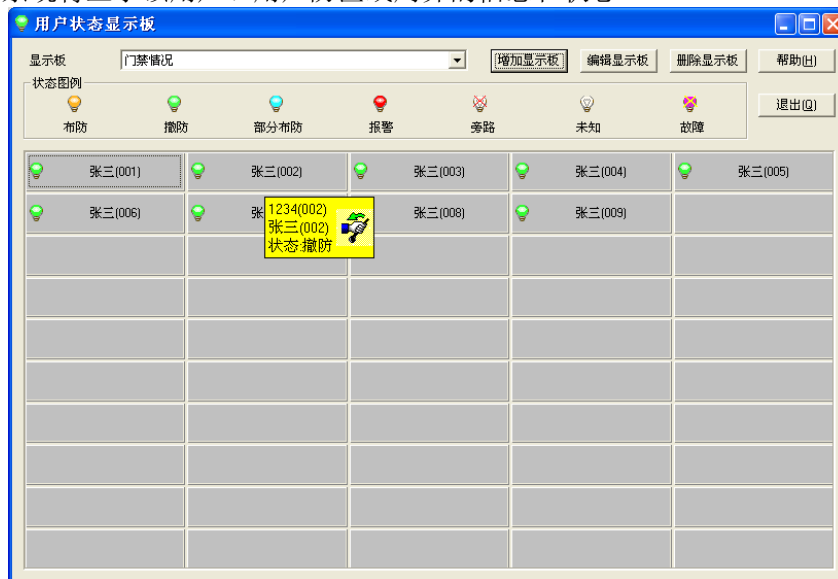 用户状态显示板
显示板 门禁情况 增加显示板 编辑显示板 删除显示板 帮助(H)
状态图例
退出(Q)
布防 撤防 部分布防 报警 旁路 未知 故障
张三(001) 张三(002) 张三(003) 张三(004) 张三(005)
张三(006) 张 张三(008) 张三(009)
1234(002)
张三(002)
状态:撤防